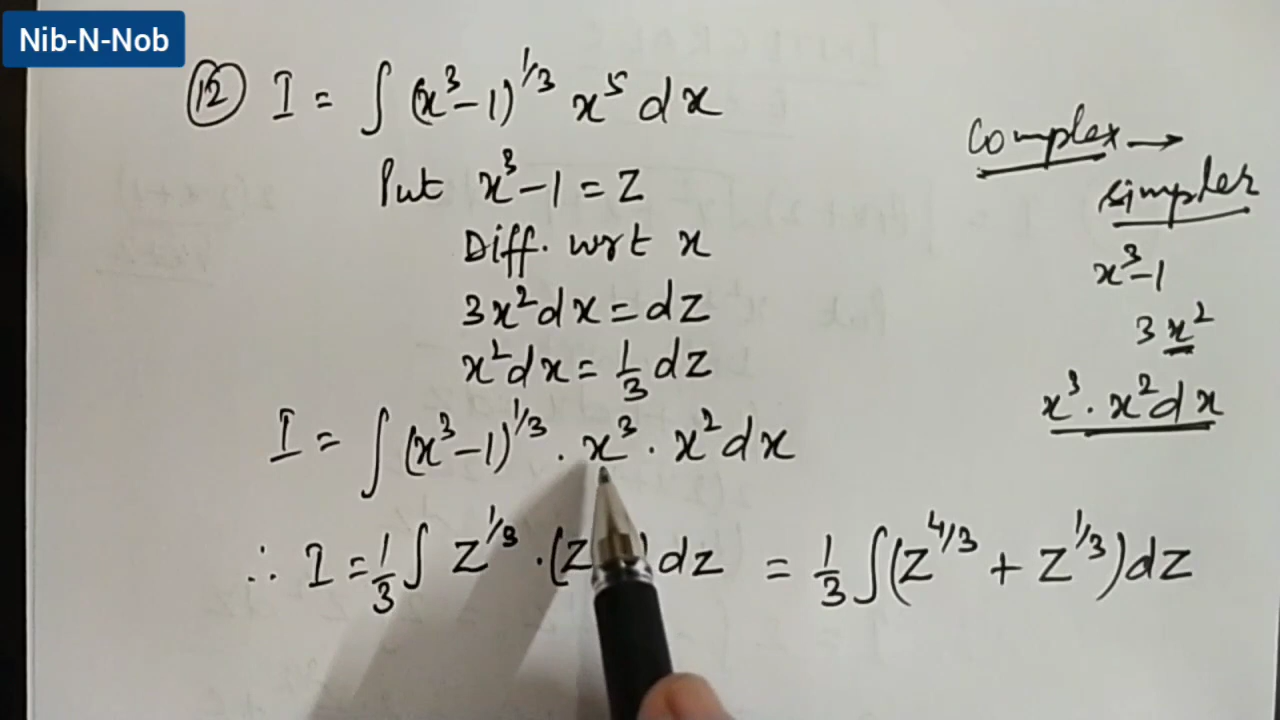 Nib-N-Nob
(12) I = ∫ (x³-1)^1/3 x⁵ dx
Put x³-1 = z
Diff. wrt x
3x²dx = dz
x²dx = 1/3 dz
I = ∫ (x³-1)^1/3 . x³ . x²dx
∴ I = 1/3 ∫ z^1/3 .(z ) dz = 1/3 ∫(z^4/3 + z^1/3)dz
Complex →
simpler
x³-1
3x²
x³ . x²dx